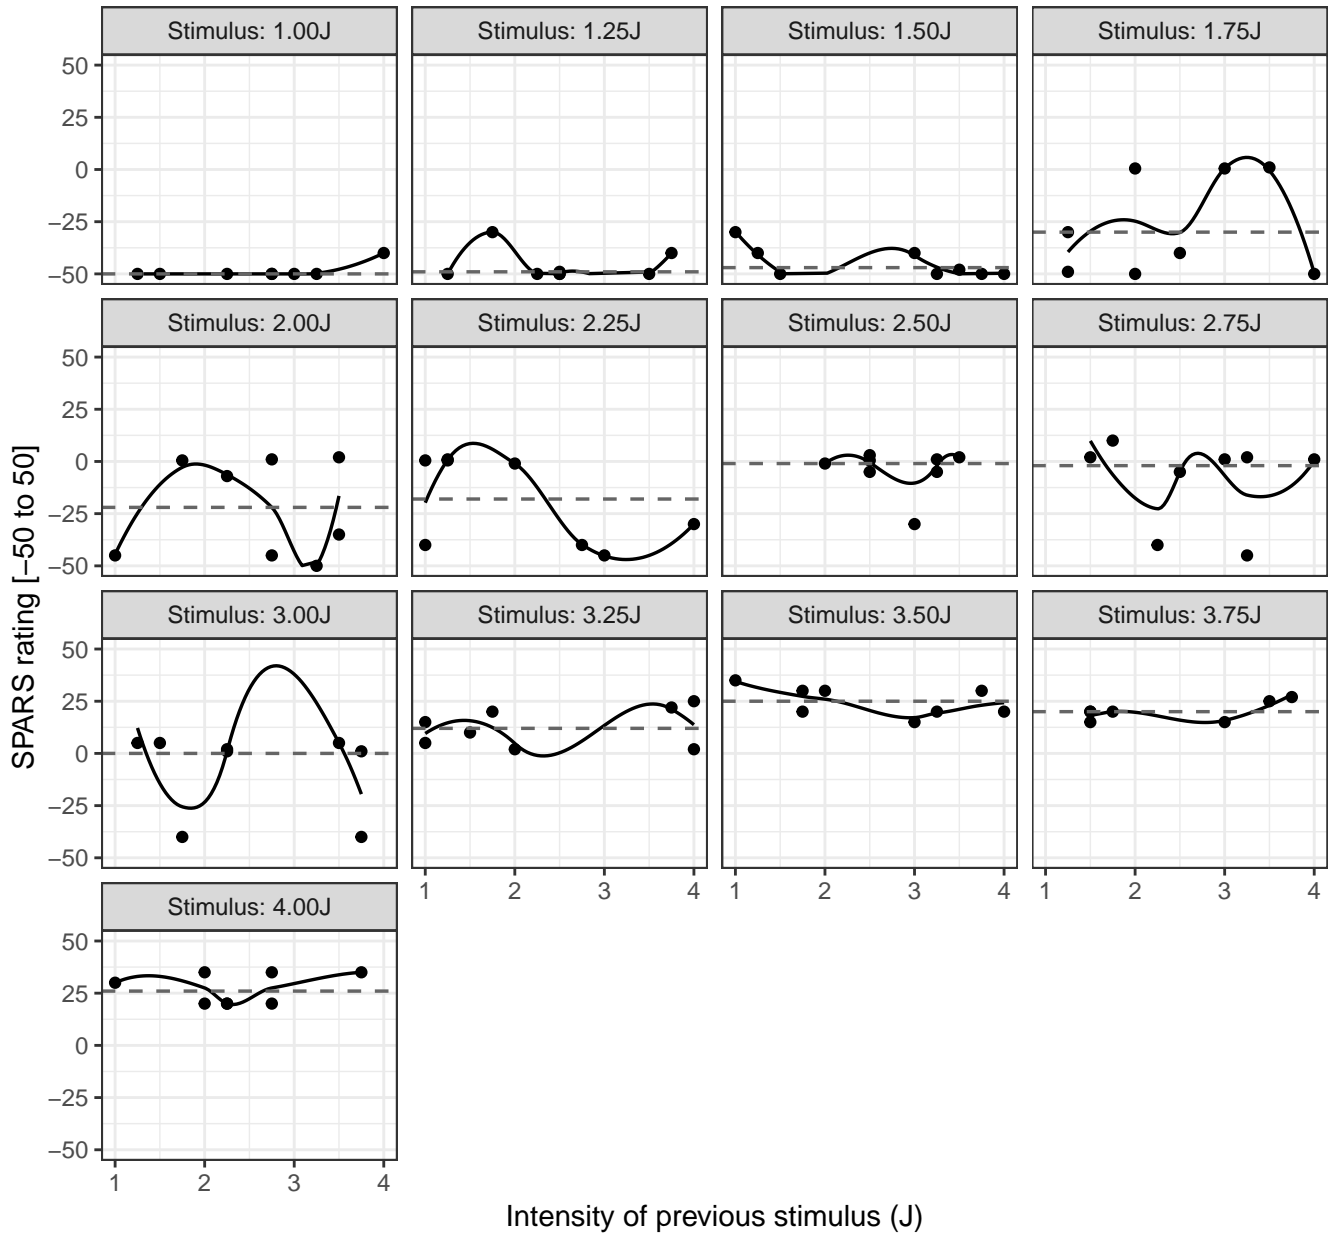 Stimulus: 1.00J Stimulus: 1.25J Stimulus: 1.50J Stimulus: 1.75J
50
25
0
−25
−50
Stimulus: 2.00J Stimulus: 2.25J Stimulus: 2.50J Stimulus: 2.75J
50
25
0
−25
−50
Stimulus: 3.00J Stimulus: 3.25J Stimulus: 3.50J Stimulus: 3.75J
50
25
0
−25
−50
1 2 3 4 1 2 3 4 1 2 3 4
Stimulus: 4.00J
50
25
0
−25
−50
1 2 3 4
SPARS rating [−50 to 50]
Intensity of previous stimulus (J)